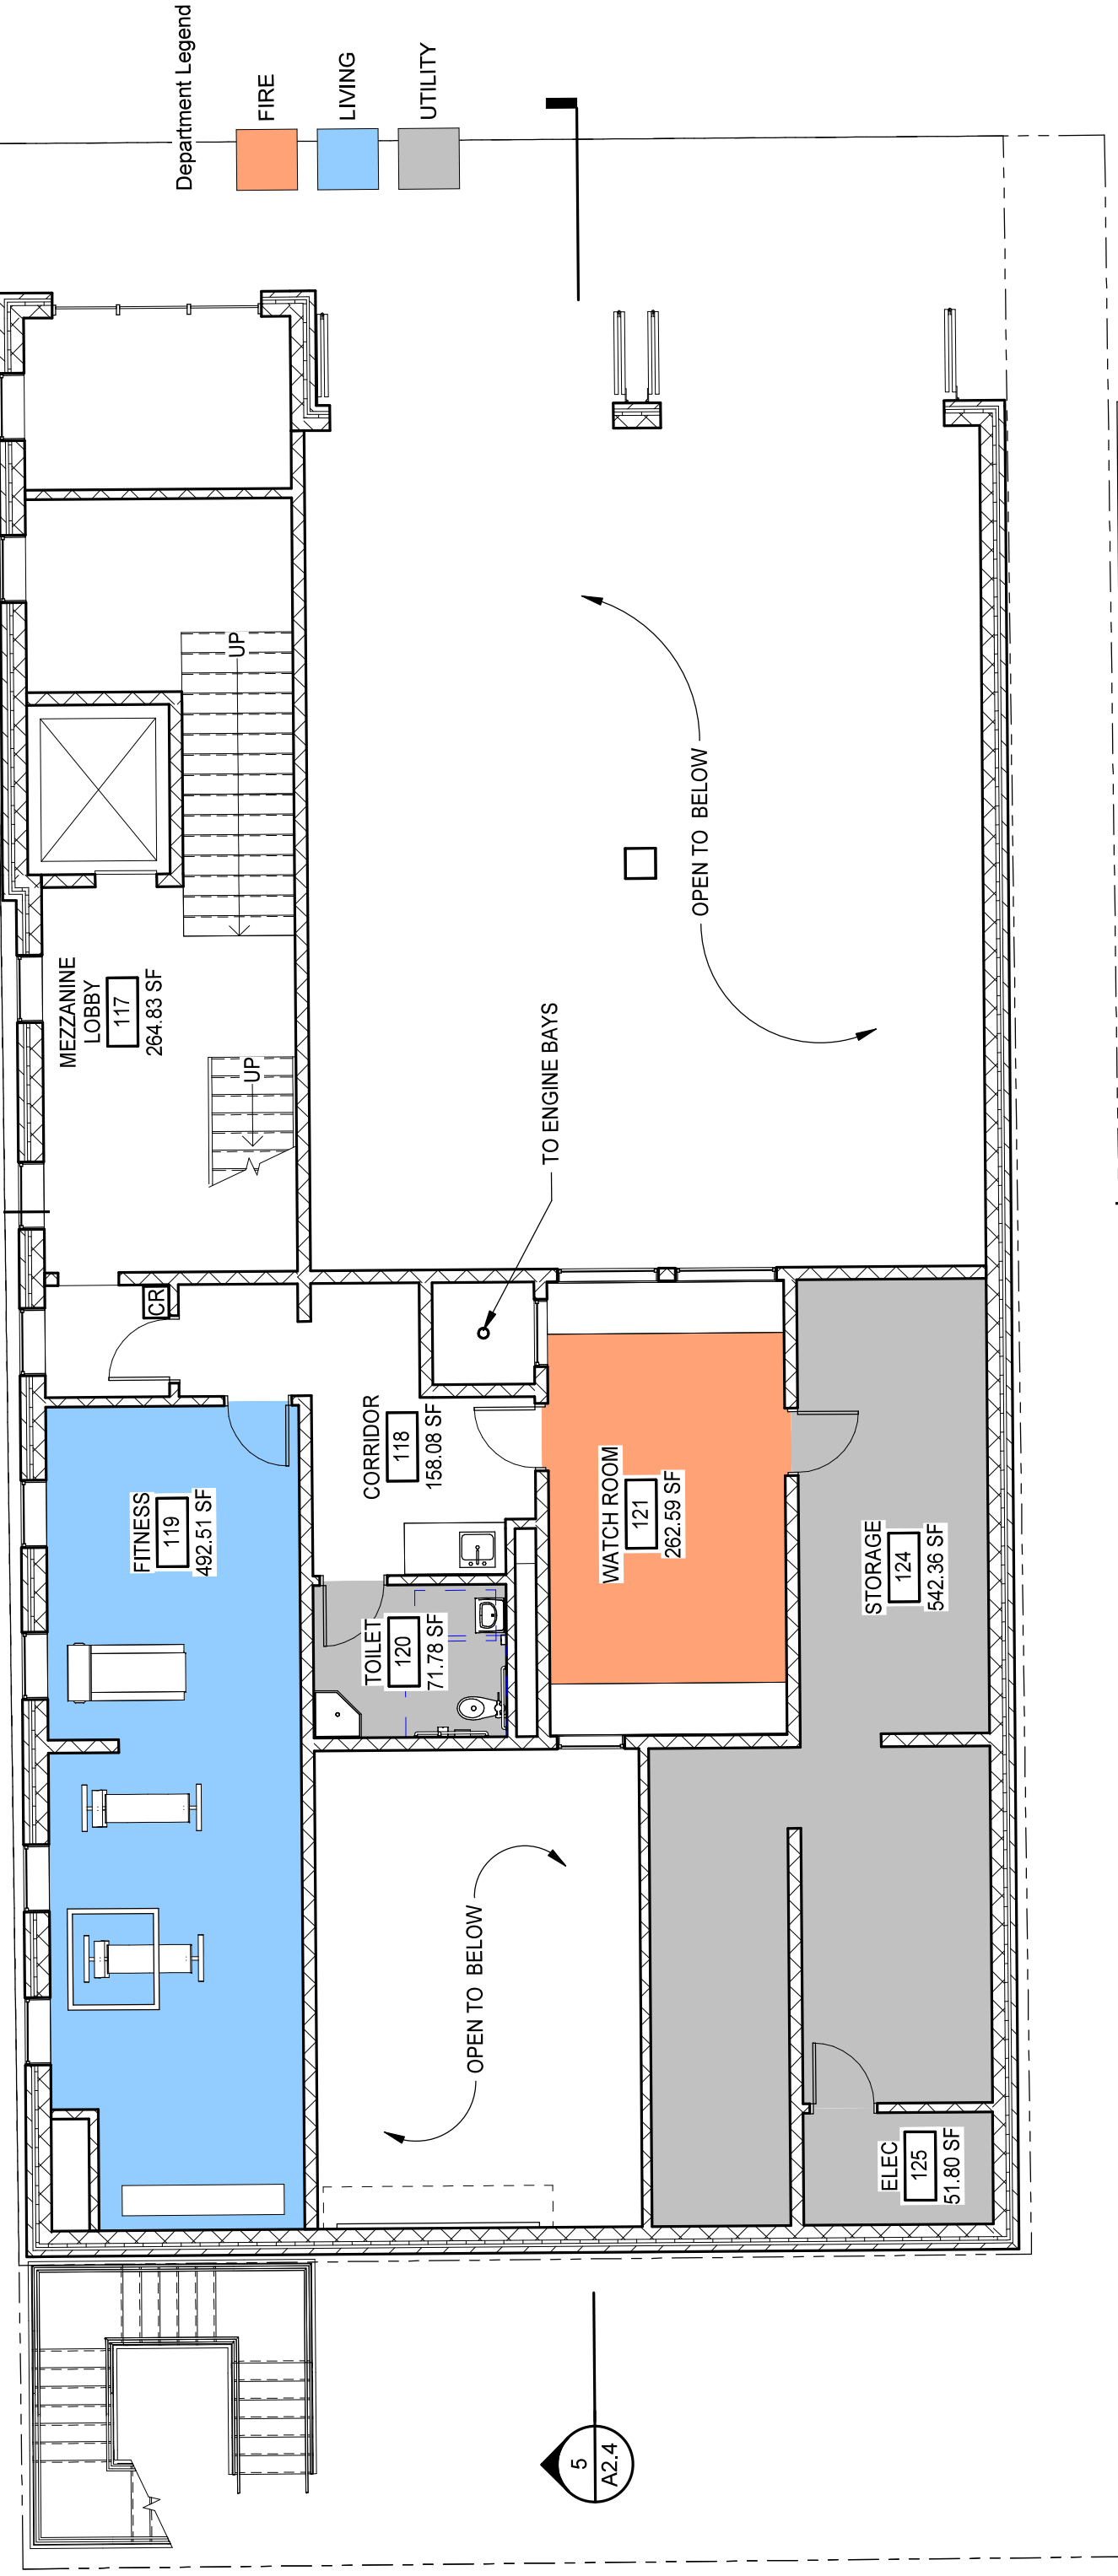 Department Legend
FIRE
LIVING
UTILITY
UP
MEZZANINE
LOBBY
117
264.83 SF
UP
OPEN TO BELOW
TO ENGINE BAYS
CR
CORRIDOR
118
158.08 SF
FITNESS
119
492.51 SF
WATCH ROOM
121
262.59 SF
STORAGE
124
542.36 SF
TOILET
120
71.78 SF
OPEN TO BELOW
ELEC
125
51.80 SF
5
A2.4